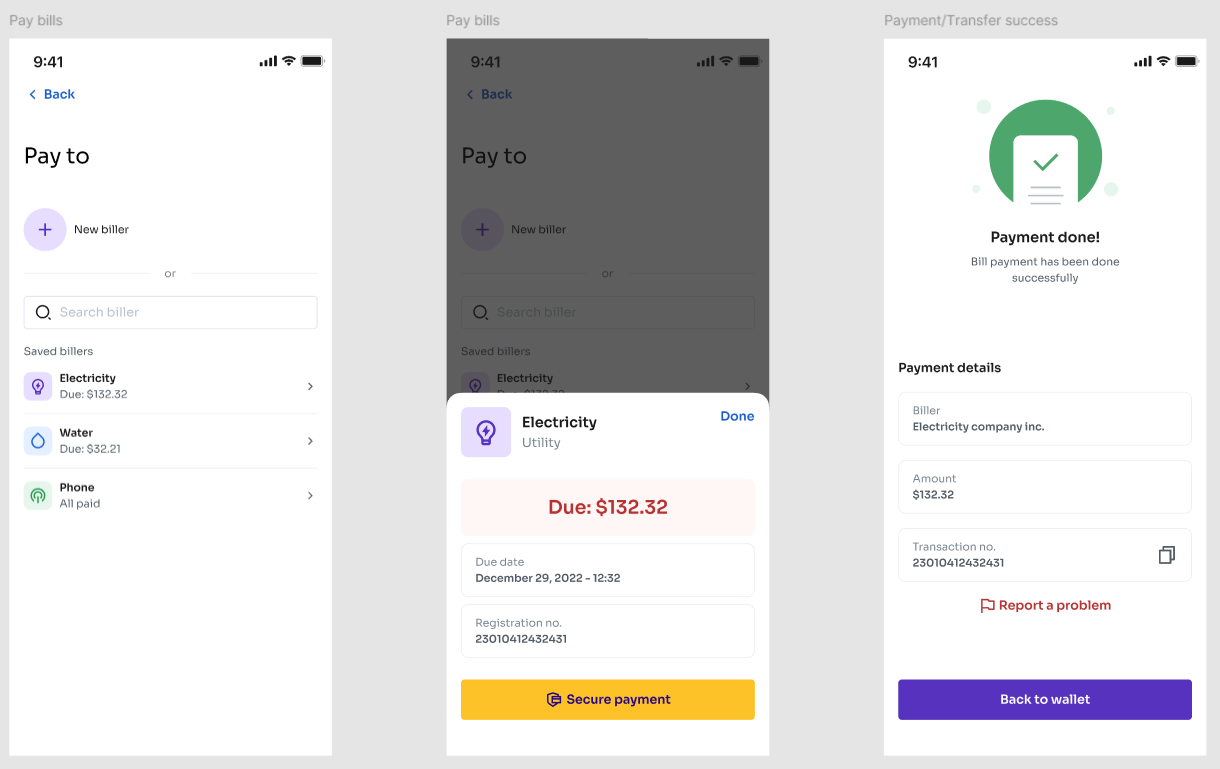 Pay bills
9:41
Back
Pay to
New biller
or
Search biller
Saved billers
Electricity
Due: $132.32
Water
Due: $32.21
Phone
All paid
Pay bills
9:41
Back
Pay to
New biller
or
Search biller
Saved billers
Electricity
Due: $132.32
Electricity
Done
Utility
Due: $132.32
Due date
December 29, 2022 - 12:32
Registration no.
23010412432431
Secure payment
Payment/Transfer success
9:41
Payment done!
Bill payment has been done
successfully
Payment details
Biller
Electricity company inc.
Amount
$132.32
Transaction no.
23010412432431
Report a problem
Back to wallet